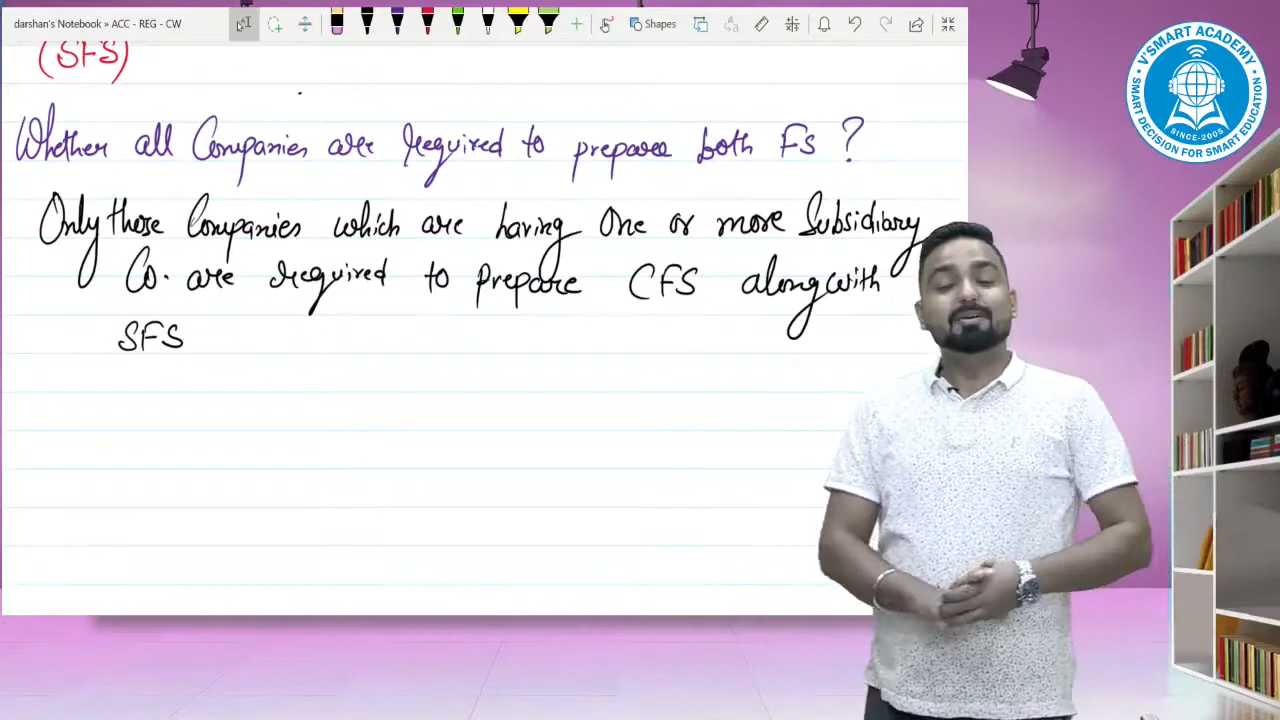 darshan's Notebook » ACC - REG - CW
Shapes
(SFS)
Whether all Companies are required to prepare both FS ?
Only those Companies which are having One or more Subsidiary
Co. are required to prepare CFS alongwith
SFS
V'SMART ACADEMY
SINCE-2005
SMART DECISION FOR SMART EDUCATION